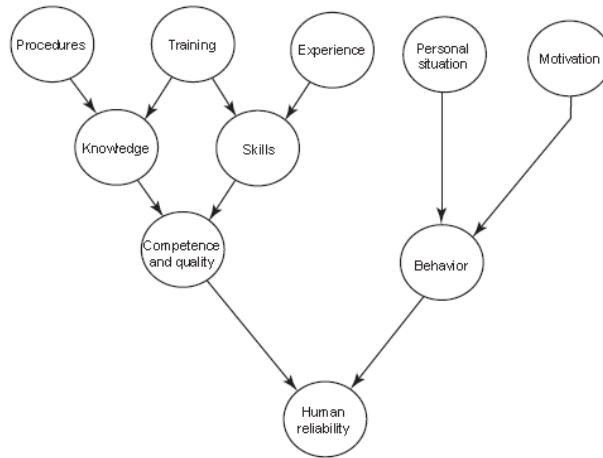 Procedures
Training
Experience
Personal
situation
Motivation
Knowledge
Skills
Competence
and quality
Behavior
Human
reliability